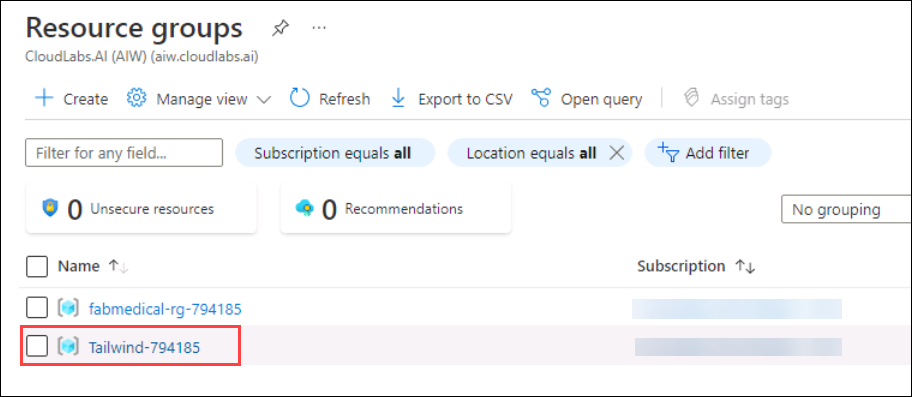 Resource groups ...
CloudLabs.AI (AIW) (aiw.cloudlabs.ai)
Create Manage view Refresh Export to CSV Open query Assign tags
Filter for any field... Subscription equals all Location equals all Add filter
0 Unsecure resources 0 Recommendations
No grouping
Name Subscription
fabmedical-rg-794185
Tailwind-794185